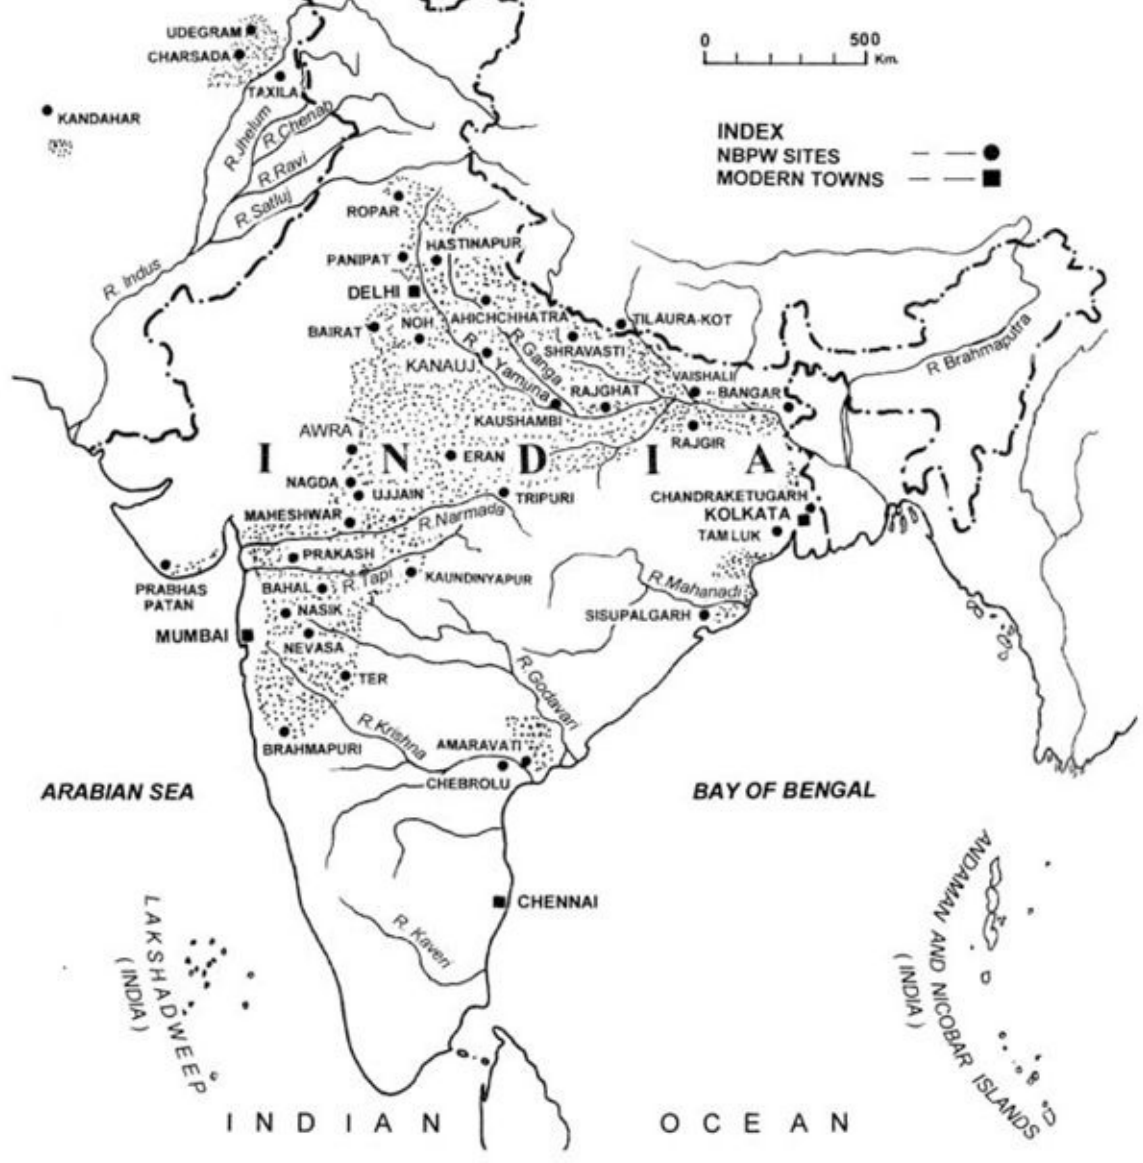 UDEGRAM
CHARSADA
TAXILA
KANDAHAR
0 500
Km.
INDEX
NBPW SITES
MODERN TOWNS
R.Jhelum
R.Chenab
R.Ravi
R.Satluj
R. Indus
ROPAR
HASTINAPUR
PANIPAT
DELHI
AHICHCHHATRA
TILAURA-KOT
NOH
BAIRAT
R. Yamuna
R.Ganga
SHRAVASTI
R Brahmaputra
KANAUJ
VAISHALI
RAJGHAT
BANGAR
KAUSHAMBI
RAJGIR
AWRA
INDIA
ERAN
NAGDA
UJJAIN
TRIPURI
CHANDRAKETUGARH
MAHESHWAR
R.Narmada
KOLKATA
TAMLUK
PRAKASH
PRABHAS
PATAN
BAHAL
R.Tapi
KAUNDINYAPUR
R.Mahanadi
NASIK
SISUPALGARH
MUMBAI
NEVASA
TER
R.Godavari
R.Krishna
BRAHMAPURI
AMARAVATI
CHEBROLU
ARABIAN SEA
BAY OF BENGAL
CHENNAI
R. Kaveri
LAKSHADWEEP
(INDIA)
ANDAMAN AND NICOBAR ISLANDS
(INDIA)
INDIAN OCEAN